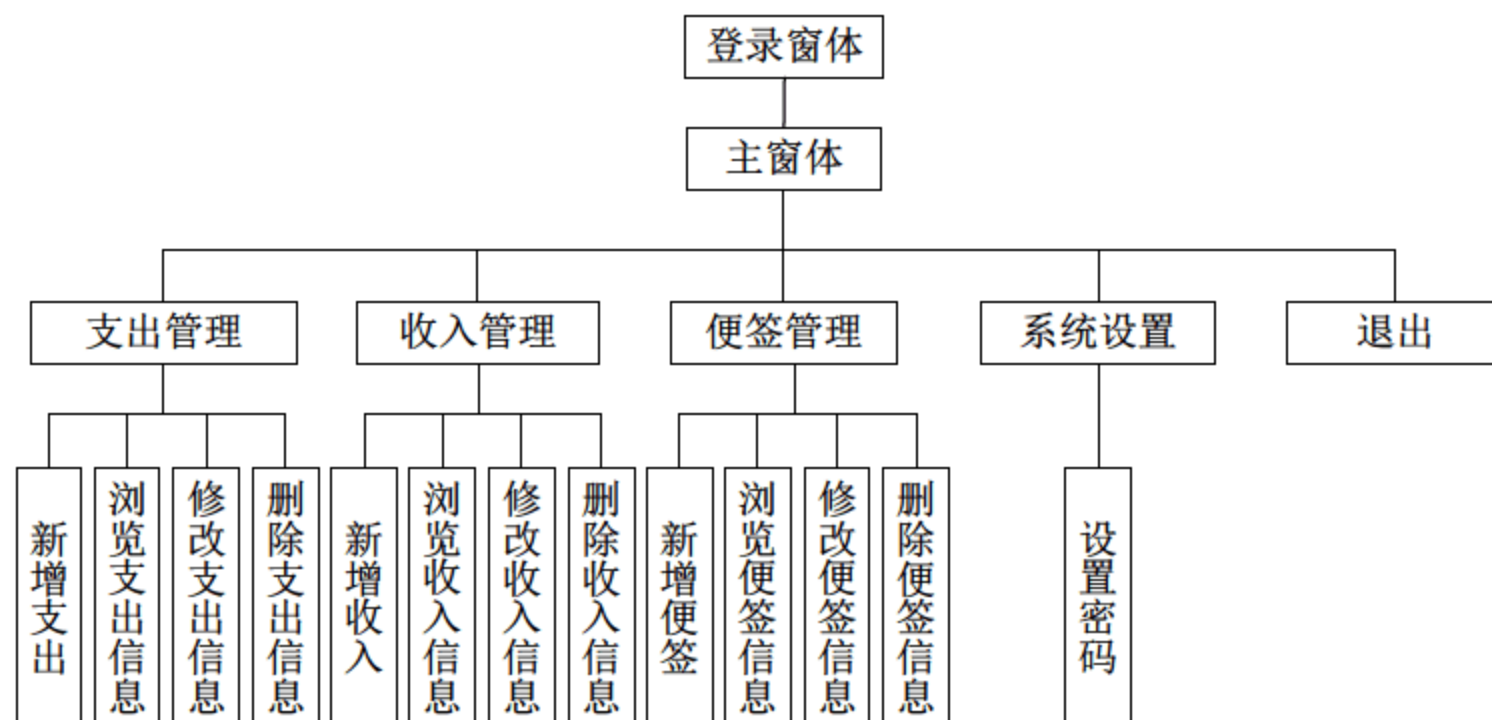 登录窗体
主窗体
支出管理
收入管理
便签管理
系统设置
退出
新增支出
浏览支出信息
修改支出信息
删除支出信息
新增收入
浏览收入信息
修改收入信息
删除收入信息
新增便签
浏览便签信息
修改便签信息
删除便签信息
设置密码